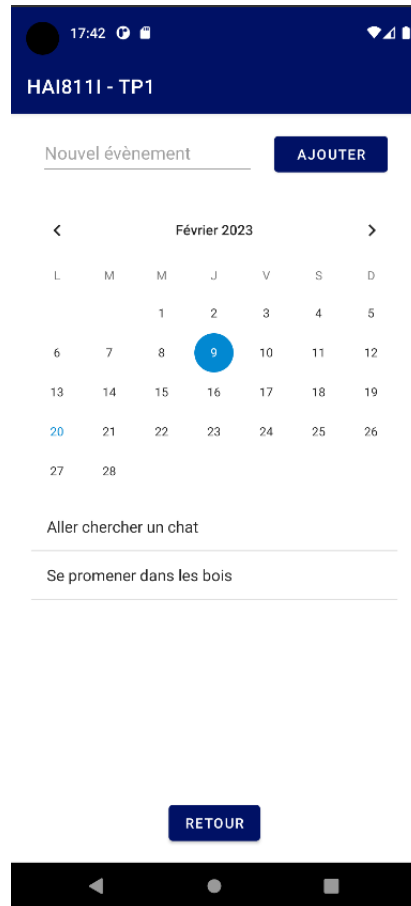 17:42
HAI811I - TP1
Nouvel évènement AJOUTER
Février 2023
L M M J V S D
1 2 3 4 5
6 7 8 9 10 11 12
13 14 15 16 17 18 19
20 21 22 23 24 25 26
27 28
Aller chercher un chat
Se promener dans les bois
RETOUR